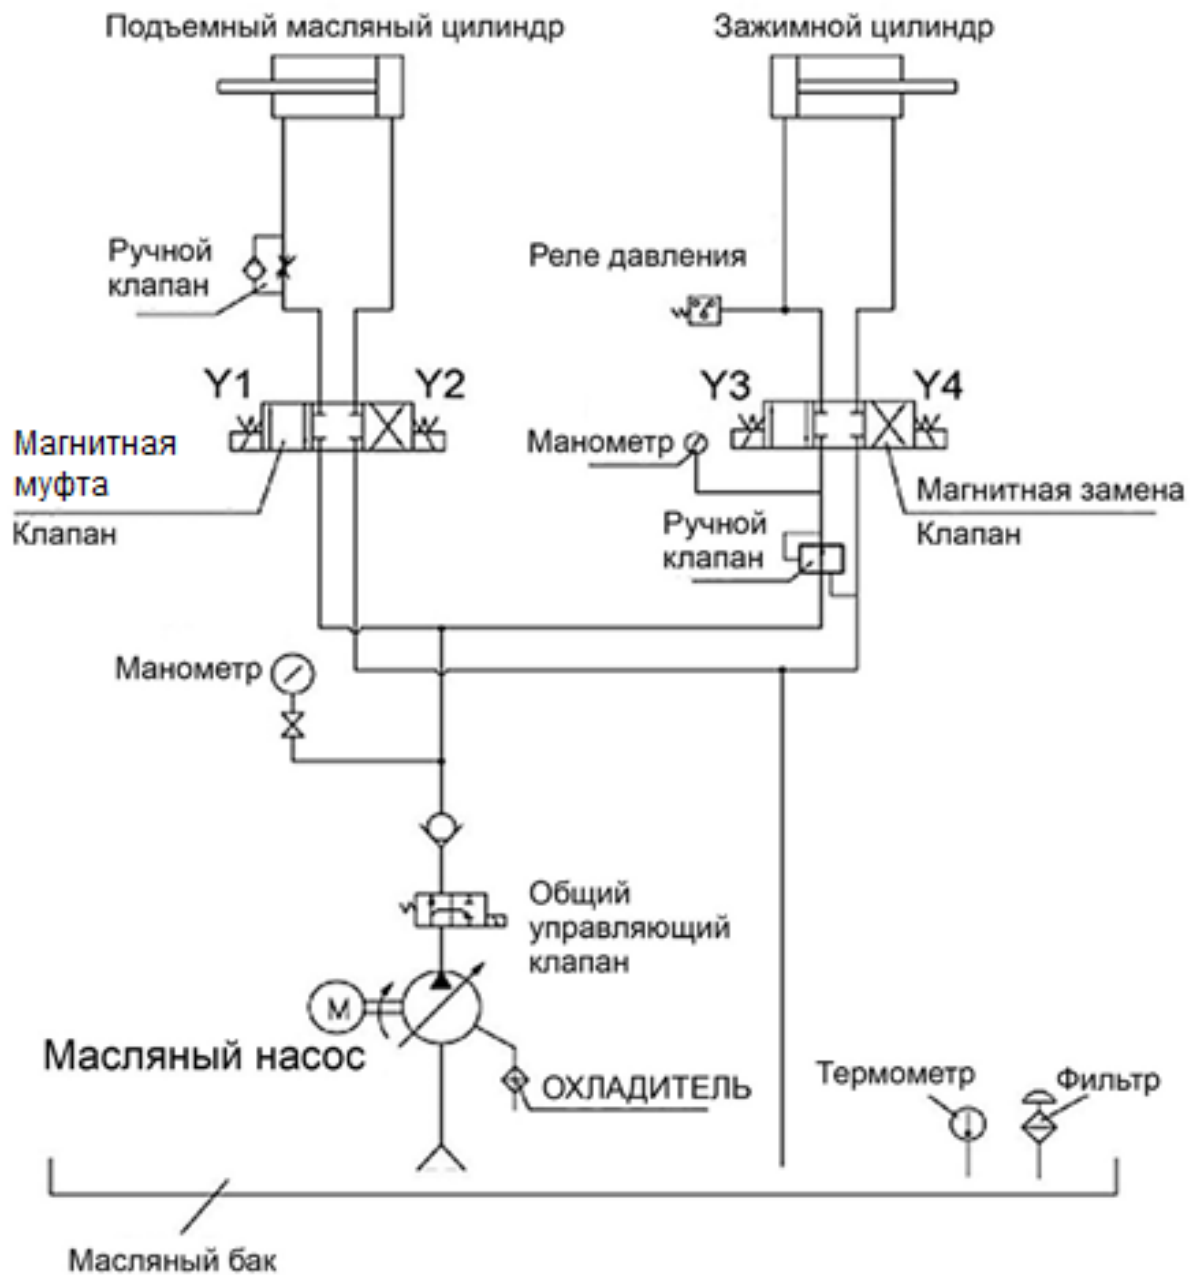 Подъемный масляный цилиндр
Зажимной цилиндр
Ручной
клапан
Реле давления
Y1
Y2
Y3
Y4
Магнитная
муфта
Клапан
Манометр
Магнитная замена
Клапан
Ручной
клапан
Манометр
Общий
управляющий
клапан
М
Масляный насос
ОХЛАДИТЕЛЬ
Термометр
Фильтр
Масляный бак